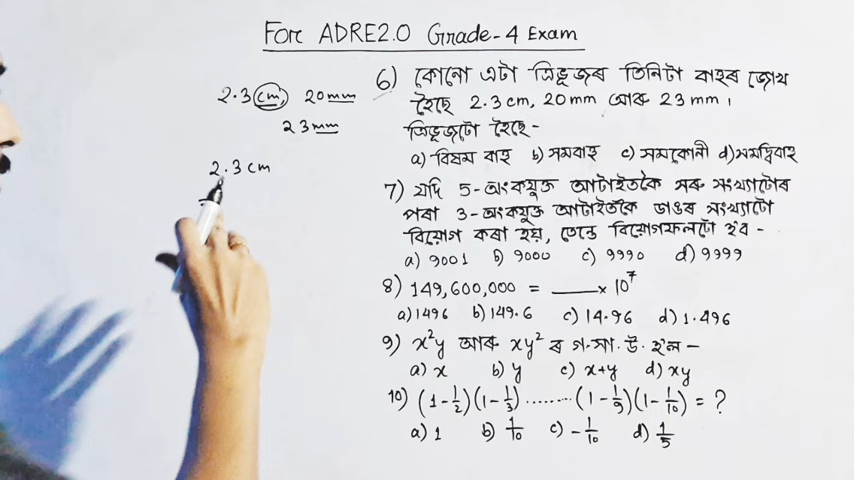 For ADRE2.0 Grade-4 Exam
2.3 cm, 20mm
23mm
2.3 cm
6) কোনো এটা ত্ৰিভূজৰ তিনিটা বাহুৰ জোখ
হৈছে 2.3cm, 20mm আৰু 23mm।
ত্ৰিভূজটো হৈছে-
a) বিষম বাহু b) সমবাহু c) সমকোনী d) সমদ্বিবাহু
7) যদি 5-অংকযুক্ত আটাইতকৈ সৰু সংখ্যাটোৰ
পৰা 3-অংকযুক্ত আটাইতকৈ ডাঙৰ সংখ্যাটো
বিয়োগ কৰা হয়, তেন্তে বিয়োগফলটো হ'ব -
a) 9001 b) 9000 c) 9990 d) 9999
8) 149,600,000 = ____ × 10⁷
a) 1496 b) 149.6 c) 14.96 d) 1.496
9) x²y আৰু xy² ৰ গ.সা.উ. হ'ল -
a) x b) y c) x+y d) xy
10) (1-1/2)(1-1/3)........(1-1/9)(1-1/10) = ?
a) 1 b) 1/10 c) -1/10 d) 1/5